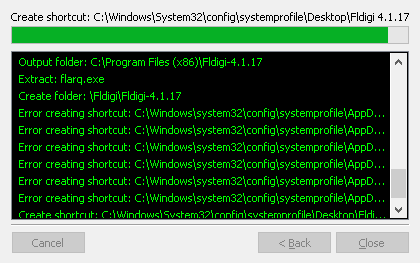 Create shortcut: C:\Windows\System32\config\systemprofile\Desktop\Fldigi 4.1.17
Output folder: C:\Program Files (x86)\Fldigi-4.1.17
Extract: flarq.exe
Create folder: \Fldigi\Fldigi-4.1.17
Error creating shortcut: C:\Windows\system32\config\systemprofile\AppD...
Error creating shortcut: C:\Windows\system32\config\systemprofile\AppD...
Error creating shortcut: C:\Windows\system32\config\systemprofile\AppD...
Error creating shortcut: C:\Windows\system32\config\systemprofile\AppD...
Error creating shortcut: C:\Windows\system32\config\systemprofile\AppD...
Error creating shortcut: C:\Windows\system32\config\systemprofile\AppD...
Create shortcut: C:\Windows\System32\config\systemprofile\Desktop\Fldigi...
Cancel
< Back
Close